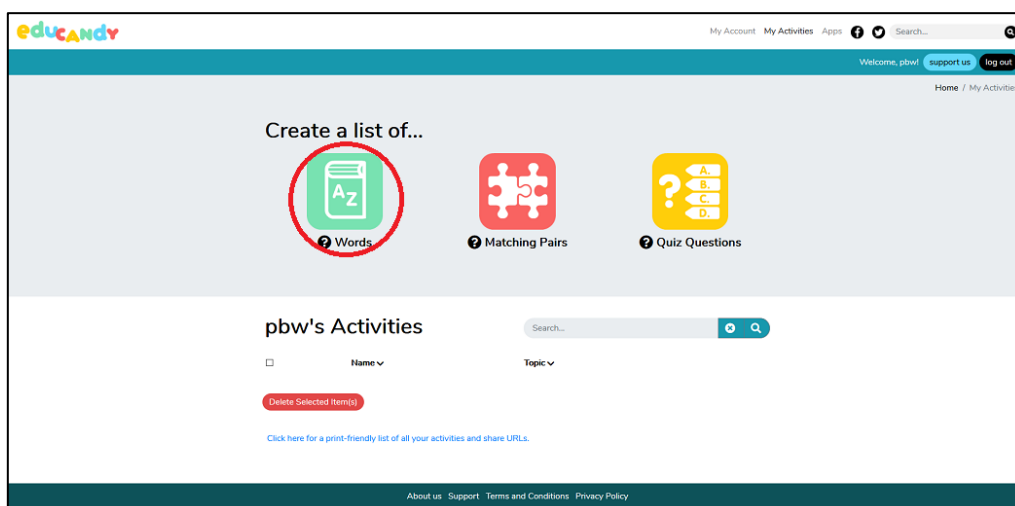 eDUCANDY
My Account My Activities Apps Search...
Welcome, pbw! support us log out
Home / My Activitie
Create a list of...
AZ
? A.
B.
C.
D.
? Words ? Matching Pairs ? Quiz Questions
pbw's Activities Search...
Name Topic
Delete Selected Item(s)
Click here for a print-friendly list of all your activities and share URLs.
About us Support Terms and Conditions Privacy Policy